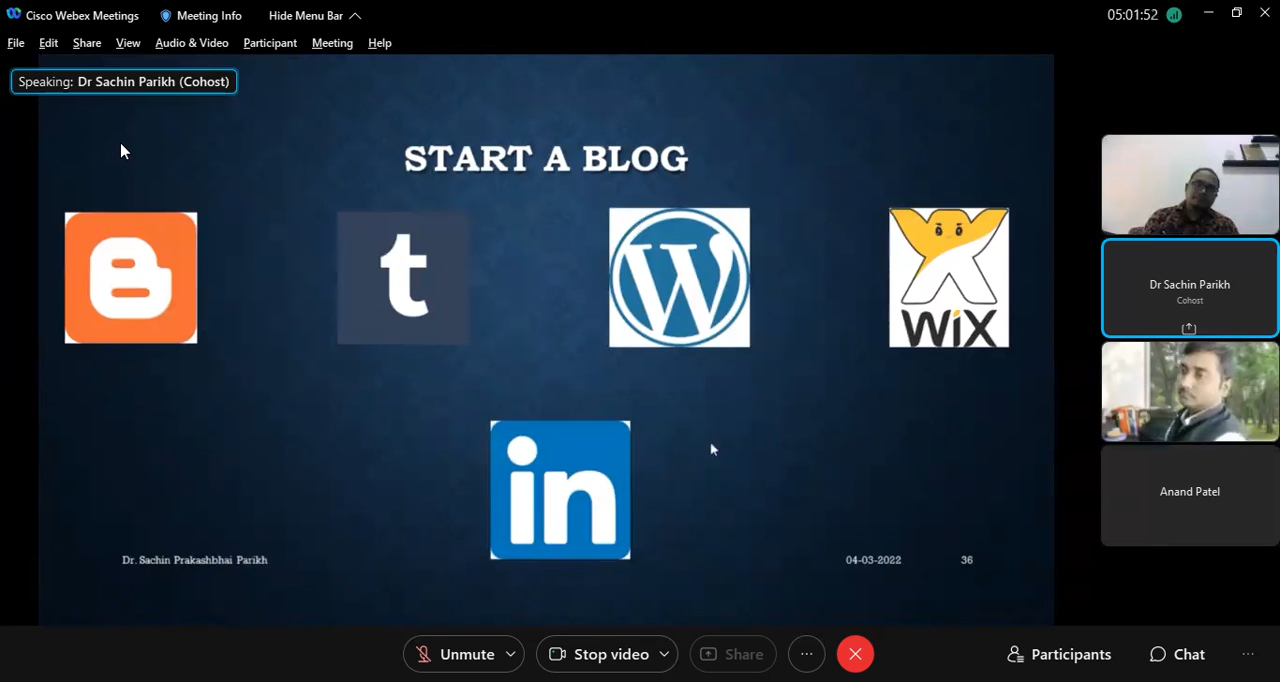 Cisco Webex Meetings
Meeting Info
Hide Menu Bar
05:01:52
File Edit Share View Audio & Video Participant Meeting Help
Speaking: Dr Sachin Parikh (Cohost)
START A BLOG
B
t
W
WiX
in
Dr. Sachin Prakashbhai Parikh
04-03-2022
36
Dr Sachin Parikh
Cohost
Anand Patel
Unmute
Stop video
Share
Participants
Chat